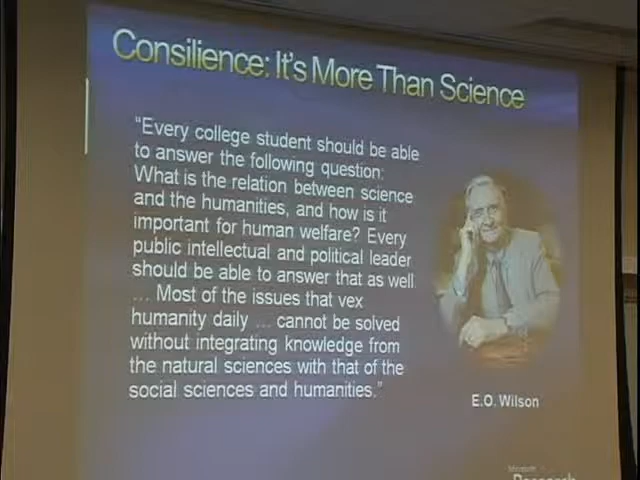 Consilience: It's More Than Science
"Every college student should be able
to answer the following question:
What is the relation between science
and the humanities, and how is it
important for human welfare? Every
public intellectual and political leader
should be able to answer that as well.
... Most of the issues that vex
humanity daily ... cannot be solved
without integrating knowledge from
the natural sciences with that of the
social sciences and humanities."
E.O. Wilson
Microsoft
Research